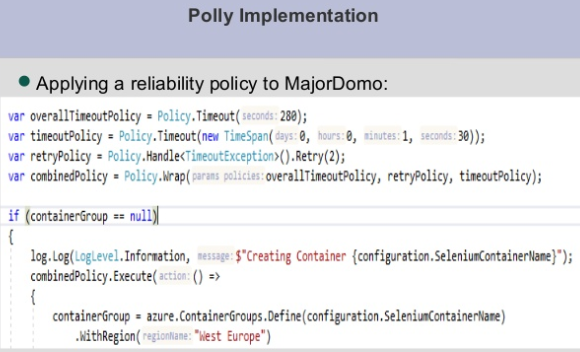 Polly Implementation
Applying a reliability policy to MajorDomo:
var overallTimeoutPolicy = Policy.Timeout( seconds: 280);
var timeoutPolicy = Policy.Timeout(new TimeSpan( days: 0, hours: 0, minutes: 1, seconds: 30));
var retryPolicy = Policy.Handle<TimeoutException>().Retry(2);
var combinedPolicy = Policy.Wrap( params policies: overallTimeoutPolicy, retryPolicy, timeoutPolicy);
if (containerGroup == null)
{
log.Log(LogLevel.Information, message: $"Creating Container {configuration.SeleniumContainerName}");
combinedPolicy.Execute( action: () =>
{
containerGroup = azure.ContainerGroups.Define(configuration.SeleniumContainerName)
.WithRegion( regionName: "West Europe")